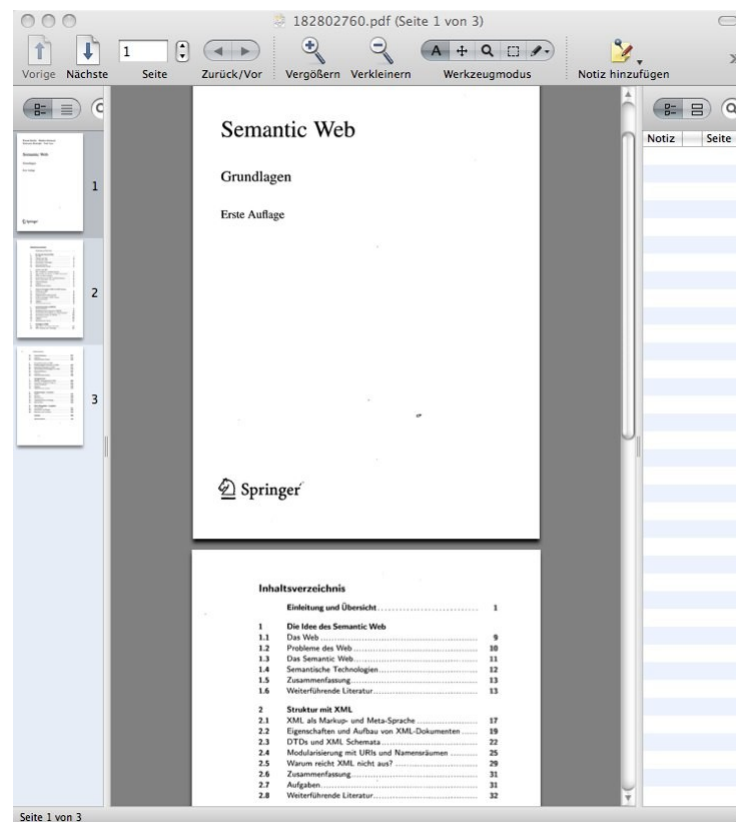 182802760.pdf (Seite 1 von 3)
1
Vorige Nächste Seite Zurück/Vor Vergößern Verkleinern Werkzeugmodus Notiz hinzufügen
Notiz Seite
1
2
3
Semantic Web
Grundlagen
Erste Auflage
Springer
Inhaltsverzeichnis
Einleitung und Übersicht 1
1 Die Idee des Semantic Web
1.1 Das Web 9
1.2 Probleme des Web 10
1.3 Das Semantic Web 11
1.4 Semantische Technologien 12
1.5 Zusammenfassung 13
1.6 Weiterführende Literatur 13
2 Struktur mit XML
2.1 XML als Markup- und Meta-Sprache 17
2.2 Eigenschaften und Aufbau von XML-Dokumenten 19
2.3 DTDs und XML Schemata 22
2.4 Modularisierung mit URIs und Namensräumen 25
2.5 Warum reicht XML nicht aus? 29
2.6 Zusammenfassung 31
2.7 Aufgaben 31
2.8 Weiterführende Literatur 32
Seite 1 von 3